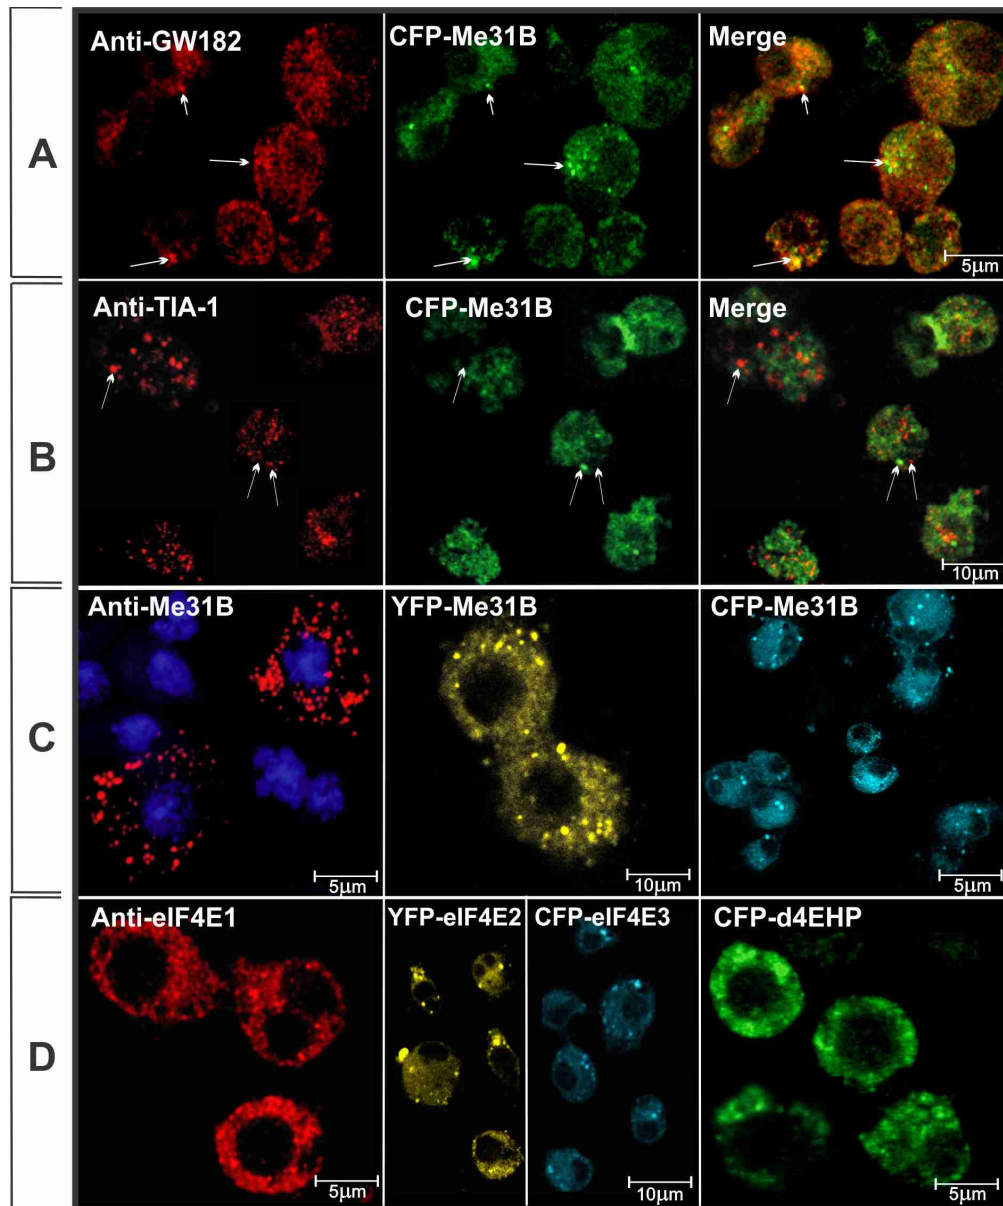 A
Anti-GW182
CFP-Me31B
Merge
5μm
B
Anti-TIA-1
CFP-Me31B
Merge
10μm
C
Anti-Me31B
YFP-Me31B
CFP-Me31B
5μm
10μm
5μm
D
Anti-eIF4E1
YFP-eIF4E2
CFP-eIF4E3
CFP-d4EHP
5μm
10μm
5μm